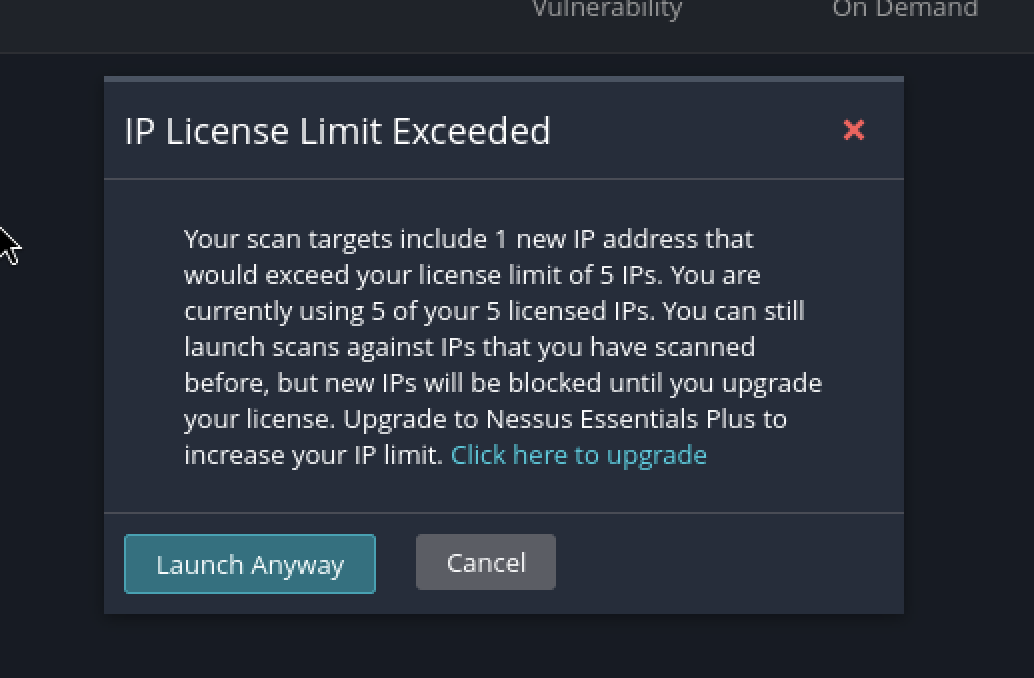 Vulnerability On Demand
IP License Limit Exceeded
Your scan targets include 1 new IP address that
would exceed your license limit of 5 IPs. You are
currently using 5 of your 5 licensed IPs. You can still
launch scans against IPs that you have scanned
before, but new IPs will be blocked until you upgrade
your license. Upgrade to Nessus Essentials Plus to
increase your IP limit. Click here to upgrade
Launch Anyway Cancel